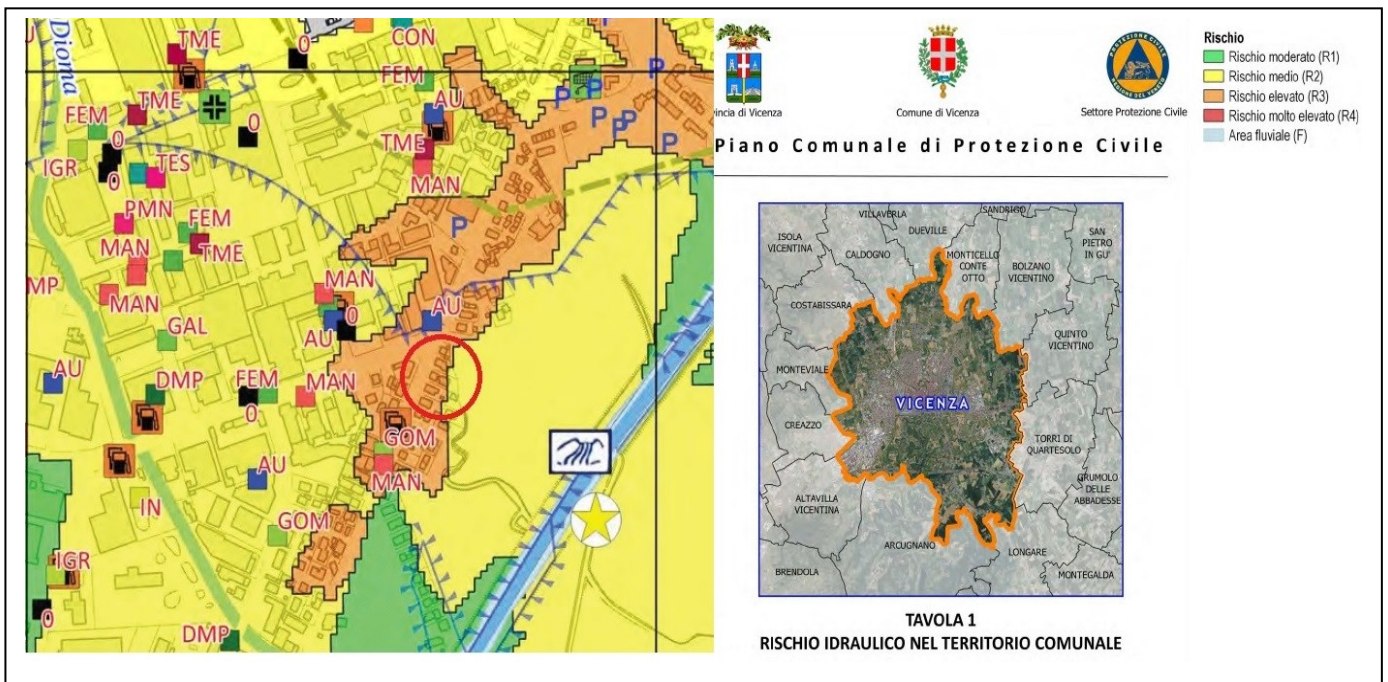 Dioma
TME
0
CON
FEM
AU
P
P
P P
P
P
TME
FEM
0
TME
IGR
TES
0
MAN
PMN
FEM
MAN
TME
P
MAN
MP
MAN
0
AU
GAL
AU
AU
DMP
FEM
MAN
0
GOM
AU
MAN
IN
GOM
IGR
0
DMP
vincia di Vicenza
Comune di Vicenza
Settore Protezione Civile
Piano Comunale di Protezione Civile
SANDRIGO
VILLAVERLA
DUEVILLE
SAN
PIETRO
IN GU'
ISOLA
VICENTINA
CALDOGNO
MONTICELLO
CONTE
OTTO
BOLZANO
VICENTINO
COSTABISSARA
QUINTO
VICENTINO
MONTEVIALE
VICENZA
CREAZZO
TORRI DI
QUARTESOLO
GRUMOLO
DELLE
ABBADESSE
ALTAVILLA
VICENTINA
ARCUGNANO
LONGARE
BRENDOLA
MONTEGALDA
TAVOLA 1
RISCHIO IDRAULICO NEL TERRITORIO COMUNALE
Rischio
Rischio moderato (R1)
Rischio medio (R2)
Rischio elevato (R3)
Rischio molto elevato (R4)
Area fluviale (F)